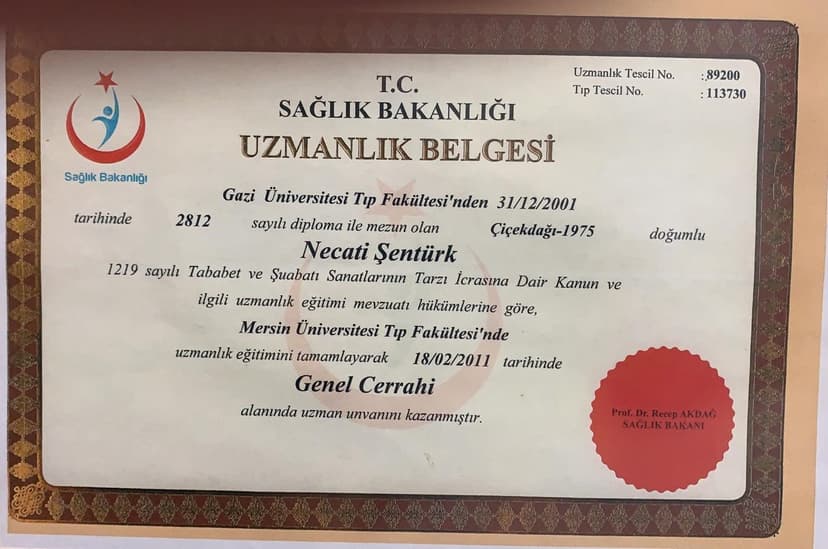 Uzmanlık Tescil No. : 89200
Tıp Tescil No. : 113730
T.C.
SAĞLIK BAKANLIĞI
UZMANLIK BELGESİ
Sağlık Bakanlığı
Gazi Üniversitesi Tıp Fakültesi'nden 31/12/2001
tarihinde 2812 sayılı diploma ile mezun olan Çiçekdağı-1975 doğumlu
Necati Şentürk
1219 sayılı Tababet ve Şuabatı Sanatlarının Tarzı İcrasına Dair Kanun ve
ilgili uzmanlık eğitimi mevzuatı hükümlerine göre,
Mersin Üniversitesi Tıp Fakültesi'nde
uzmanlık eğitimini tamamlayarak 18/02/2011 tarihinde
Genel Cerrahi
alanında uzman unvanını kazanmıştır.
Prof. Dr. Recep AKDAĞ
SAĞLIK BAKANI